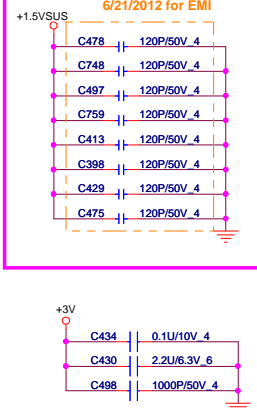 6/21/2012 for EMI
+1.5VSUS
C478 120P/50V_4
C748 120P/50V_4
C497 120P/50V_4
C759 120P/50V_4
C413 120P/50V_4
C398 120P/50V_4
C429 120P/50V_4
C475 120P/50V_4
+3V
C434 0.1U/10V_4
C430 2.2U/6.3V_6
C498 1000P/50V_4